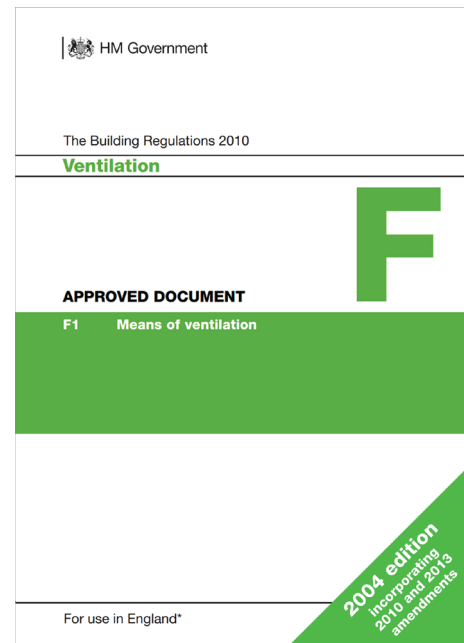 HM Government
The Building Regulations 2010
Ventilation
F
APPROVED DOCUMENT
F1 Means of ventilation
2004 edition
incorporating
2010 and 2013
amendments
For use in England*